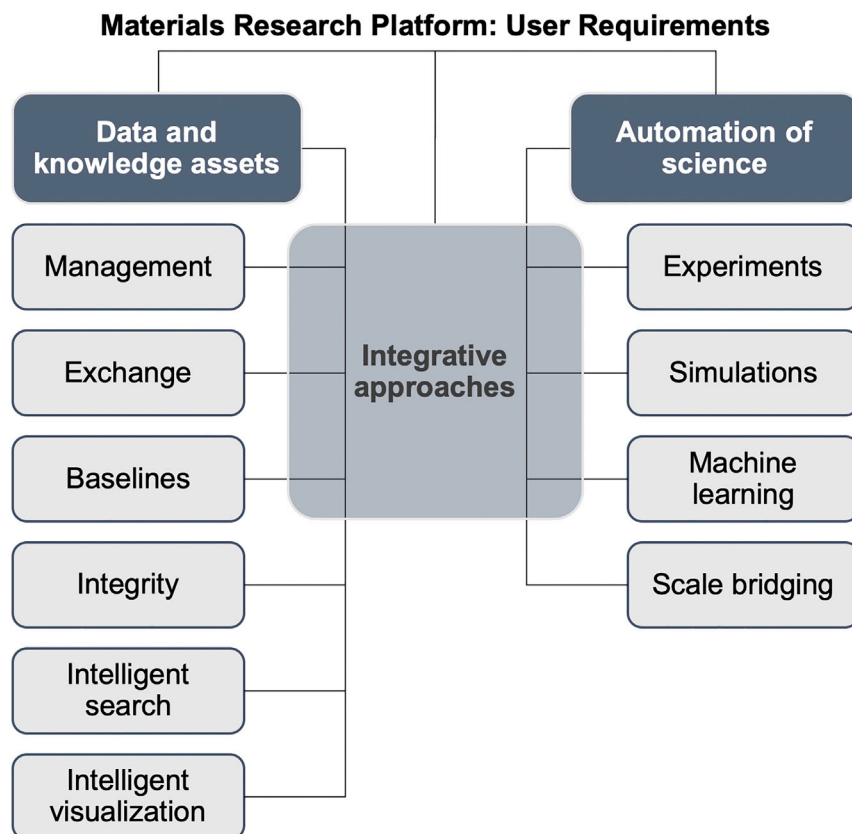 Materials Research Platform: User Requirements
Data and
knowledge assets
Management
Exchange
Baselines
Integrity
Intelligent
search
Intelligent
visualization
Integrative
approaches
Automation of
science
Experiments
Simulations
Machine
learning
Scale bridging